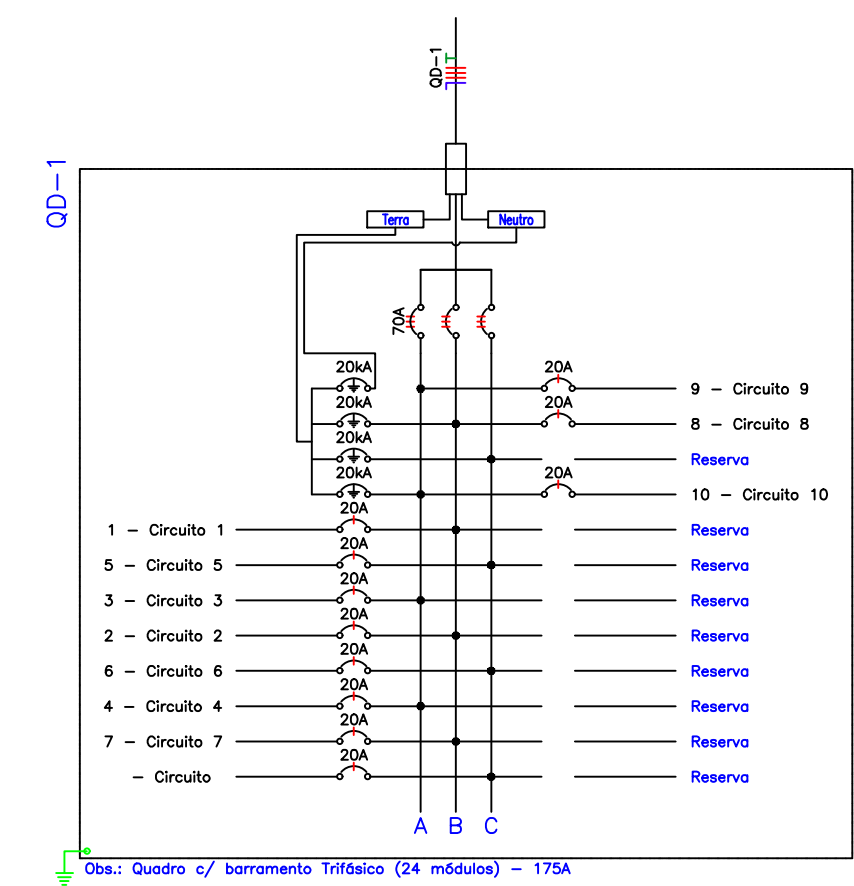 QD-1
QD-1
Terra
Neutro
70A
20kA
20A
9 - Circuito 9
20kA
20A
8 - Circuito 8
20kA
Reserva
20kA
20A
10 - Circuito 10
20A
1 - Circuito 1
Reserva
20A
5 - Circuito 5
Reserva
20A
3 - Circuito 3
Reserva
20A
2 - Circuito 2
Reserva
20A
6 - Circuito 6
Reserva
20A
4 - Circuito 4
Reserva
20A
7 - Circuito 7
Reserva
20A
- Circuito
Reserva
A B C
Obs.: Quadro c/ barramento Trifásico (24 módulos) - 175A